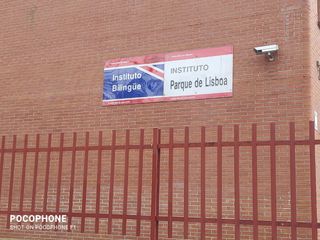 Instituto
Bilingüe
INSTITUTO
Parque de Lisboa
POCOPHONE
SHOT ON POCOPHONE F1